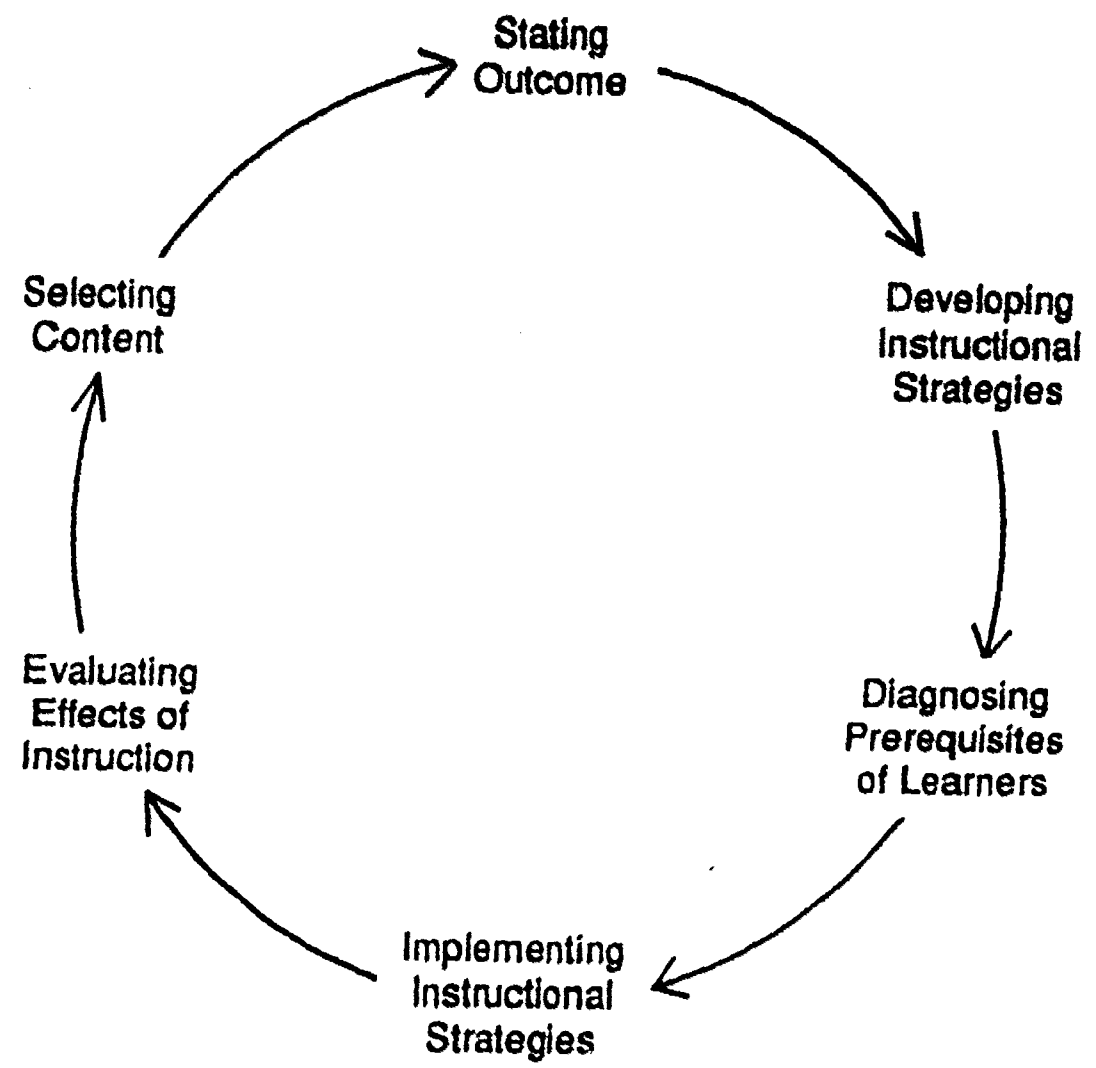 Stating
Outcome
Developing
Instructional
Strategies
Diagnosing
Prerequisites
of Learners
Implementing
Instructional
Strategies
Evaluating
Effects of
Instruction
Selecting
Content